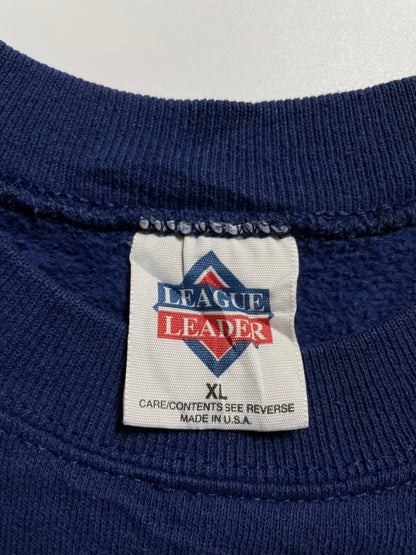 LEAGUE
LEADER
XL
CARE/CONTENTS SEE REVERSE
MADE IN U.S.A.